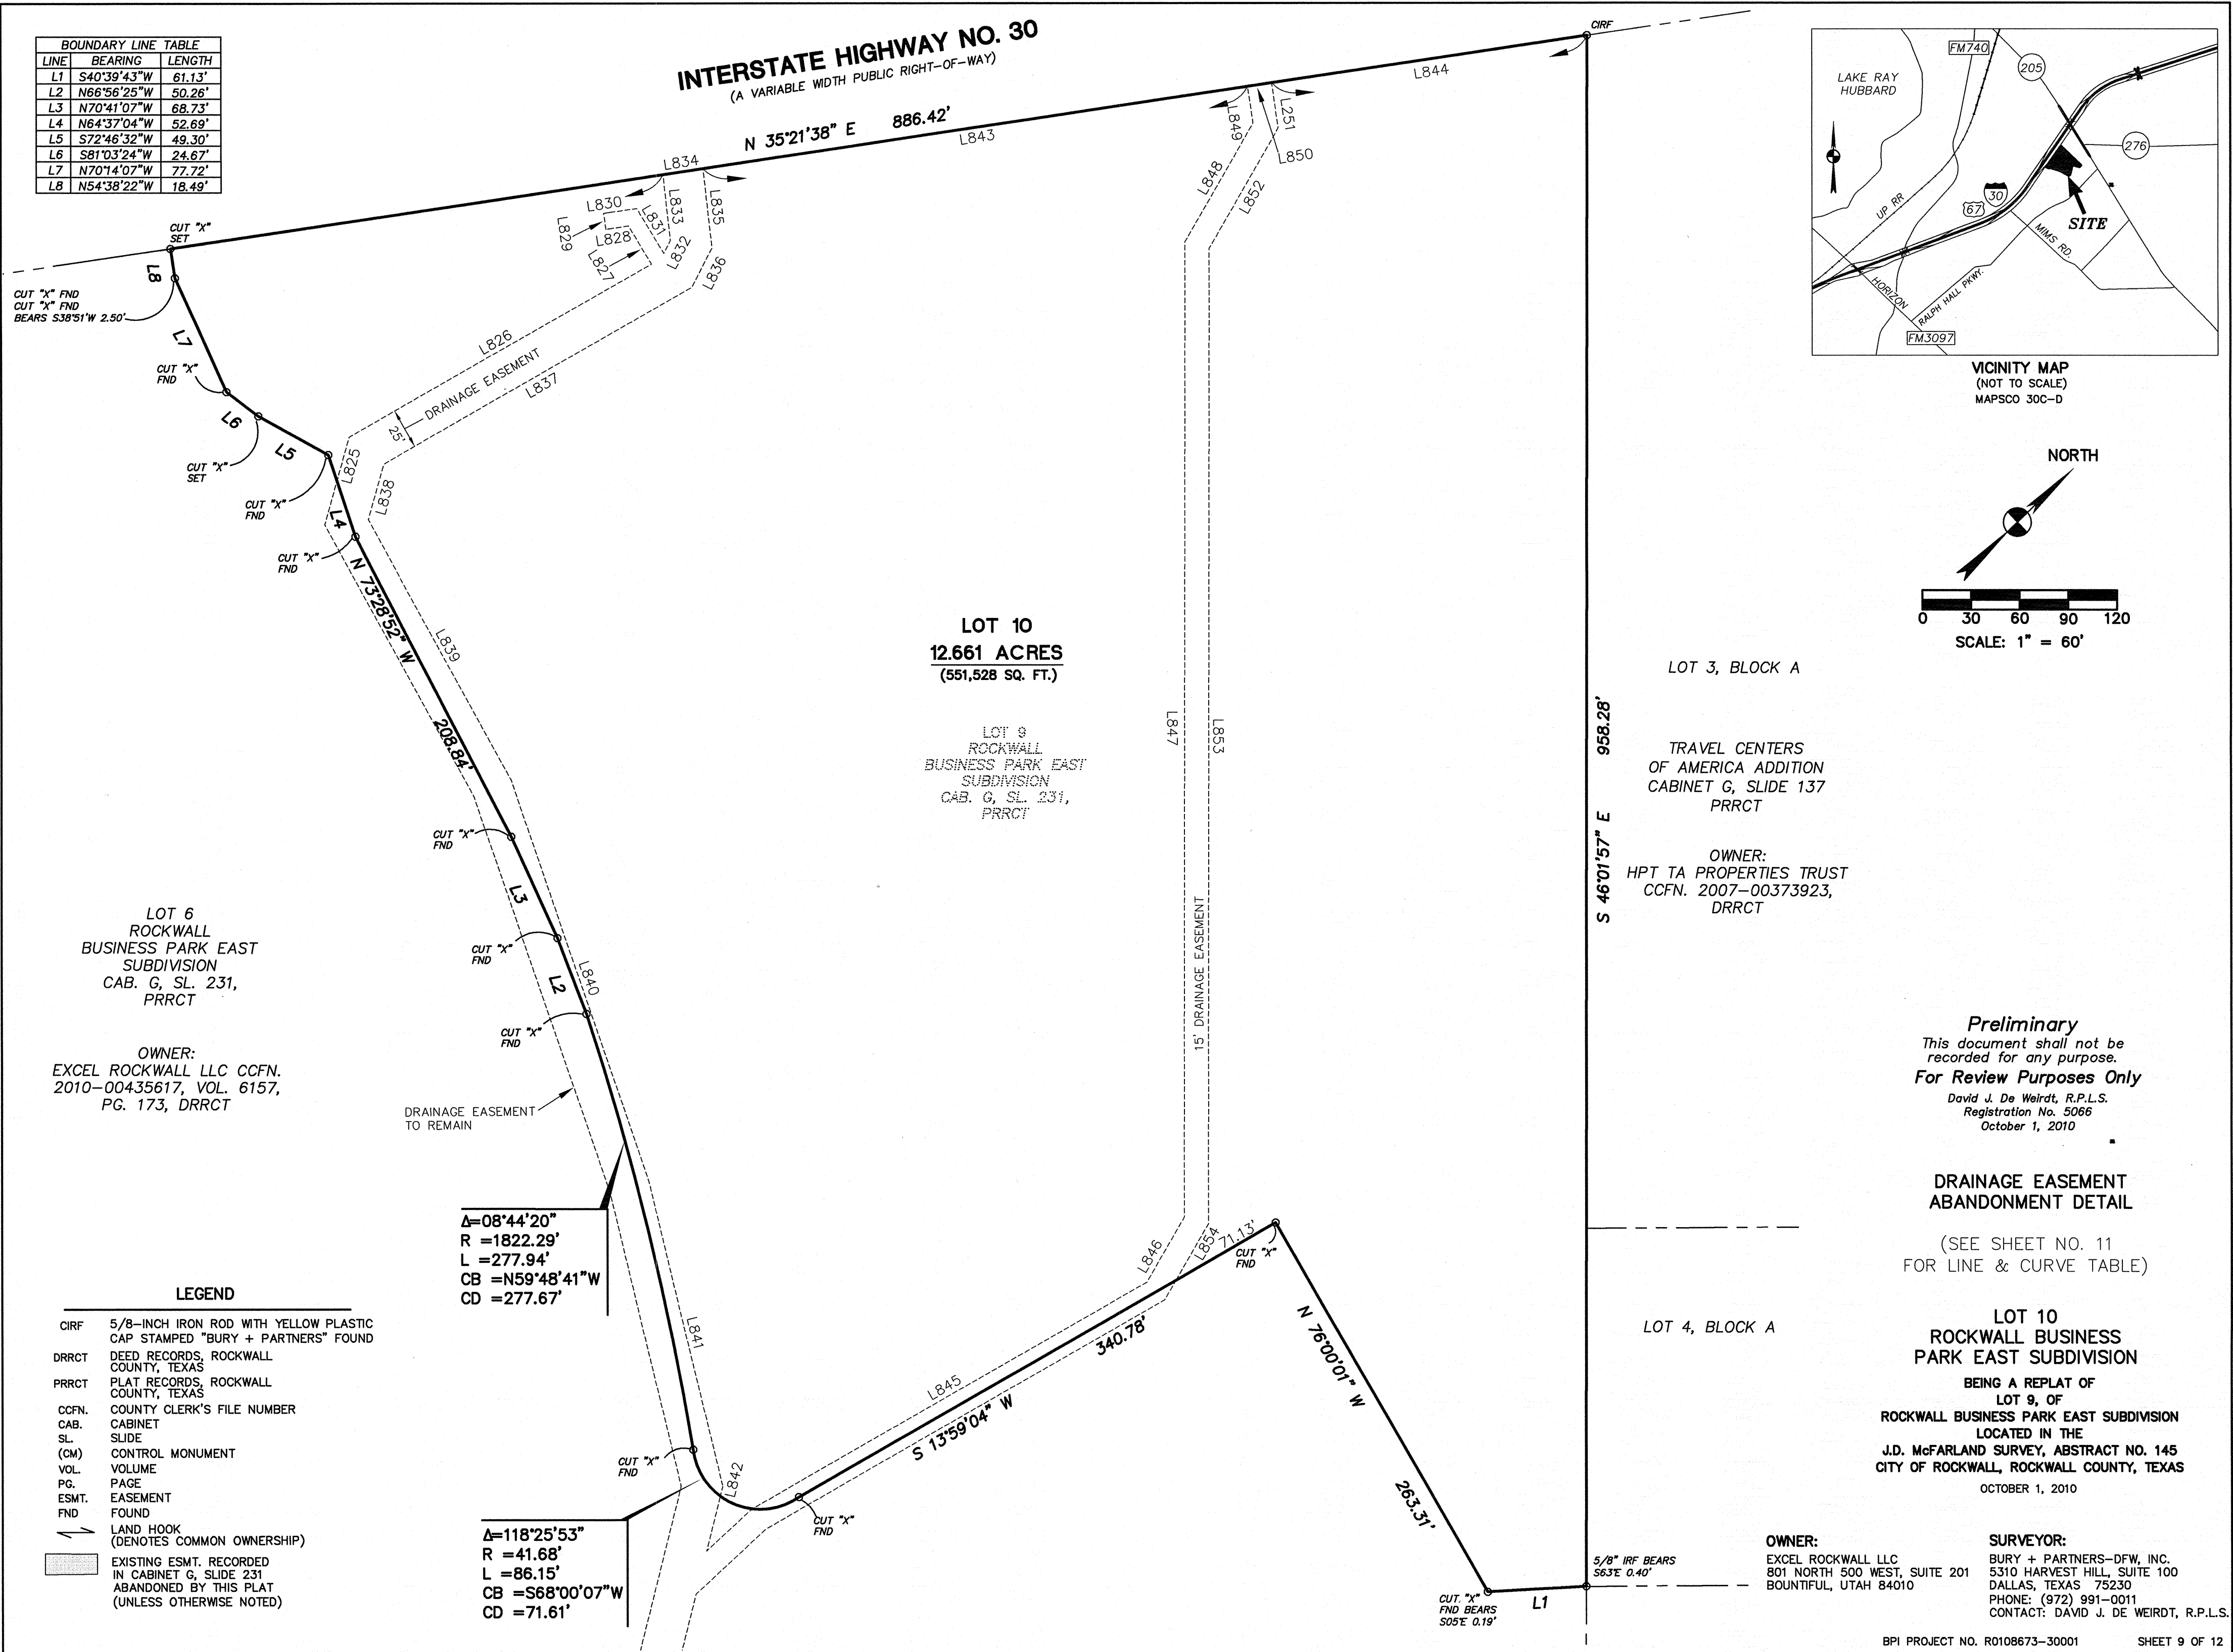 BOUNDARY LINE TABLE
LINE BEARING LENGTH
L1 S40°39'43"W 61.13'
L2 N66°56'25"W 50.26'
L3 N70°41'07"W 68.73'
L4 N64°37'04"W 52.69'
L5 S72°46'32"W 49.30'
L6 S81°03'24"W 24.67'
L7 N70°14'07"W 77.72'
L8 N54°38'22"W 18.49'
INTERSTATE HIGHWAY NO. 30
(A VARIABLE WIDTH PUBLIC RIGHT-OF-WAY)
N 35°21'38" E 886.42'
L843
L834
L844
CIRF
L849
L251
L850
L848
L852
L830
L833
L835
L829
L828
L831
L827
L832
L836
CUT "X"
SET
L8
CUT "X" FND
CUT "X" FND
BEARS S38°51'W 2.50'
L7
CUT "X"
FND
L6
L5
CUT "X"
SET
CUT "X"
FND
L826
DRAINAGE EASEMENT
L837
25'
L825
L838
L4
CUT "X"
FND
N 73°28'52" W
208.84'
L839
CUT "X"
FND
L3
CUT "X"
FND
L2
L840
CUT "X"
FND
DRAINAGE EASEMENT
TO REMAIN
LOT 10
12.661 ACRES
(551,528 SQ. FT.)
LOT 9
ROCKWALL
BUSINESS PARK EAST
SUBDIVISION
CAB. G, SL. 231,
PRRCT
L847
L853
15' DRAINAGE EASEMENT
LOT 6
ROCKWALL
BUSINESS PARK EAST
SUBDIVISION
CAB. G, SL. 231,
PRRCT
OWNER:
EXCEL ROCKWALL LLC CCFN.
2010-00435617, VOL. 6157,
PG. 173, DRRCT
Δ=08°44'20"
R =1822.29'
L =277.94'
CB =N59°48'41"W
CD =277.67'
L841
CUT "X"
FND
L842
Δ=118°25'53"
R =41.68'
L =86.15'
CB =S68°00'07"W
CD =71.61'
CUT "X"
FND
L845
S 13°59'04" W
340.78'
L846
L854
71.13'
CUT "X"
FND
N 76°00'01" W
263.31'
CUT. "X"
FND BEARS
S05°E 0.19'
L1
5/8" IRF BEARS
S63°E 0.40'
S 46°01'57" E 958.28'
LOT 3, BLOCK A
TRAVEL CENTERS
OF AMERICA ADDITION
CABINET G, SLIDE 137
PRRCT
OWNER:
HPT TA PROPERTIES TRUST
CCFN. 2007-00373923,
DRRCT
LOT 4, BLOCK A
LEGEND
CIRF 5/8-INCH IRON ROD WITH YELLOW PLASTIC
CAP STAMPED "BURY + PARTNERS" FOUND
DRRCT DEED RECORDS, ROCKWALL
COUNTY, TEXAS
PRRCT PLAT RECORDS, ROCKWALL
COUNTY, TEXAS
CCFN. COUNTY CLERK'S FILE NUMBER
CAB. CABINET
SL. SLIDE
(CM) CONTROL MONUMENT
VOL. VOLUME
PG. PAGE
ESMT. EASEMENT
FND FOUND
LAND HOOK
(DENOTES COMMON OWNERSHIP)
EXISTING ESMT. RECORDED
IN CABINET G, SLIDE 231
ABANDONED BY THIS PLAT
(UNLESS OTHERWISE NOTED)
FM740
205
LAKE RAY
HUBBARD
276
UP RR
30
67
SITE
MIMS RD.
HORIZON
RALPH HALL PKWY.
FM3097
VICINITY MAP
(NOT TO SCALE)
MAPSCO 30C-D
NORTH
0 30 60 90 120
SCALE: 1" = 60'
Preliminary
This document shall not be
recorded for any purpose.
For Review Purposes Only
David J. De Weirdt, R.P.L.S.
Registration No. 5066
October 1, 2010
DRAINAGE EASEMENT
ABANDONMENT DETAIL
(SEE SHEET NO. 11
FOR LINE & CURVE TABLE)
LOT 10
ROCKWALL BUSINESS
PARK EAST SUBDIVISION
BEING A REPLAT OF
LOT 9, OF
ROCKWALL BUSINESS PARK EAST SUBDIVISION
LOCATED IN THE
J.D. McFARLAND SURVEY, ABSTRACT NO. 145
CITY OF ROCKWALL, ROCKWALL COUNTY, TEXAS
OCTOBER 1, 2010
OWNER:
EXCEL ROCKWALL LLC
801 NORTH 500 WEST, SUITE 201
BOUNTIFUL, UTAH 84010
SURVEYOR:
BURY + PARTNERS-DFW, INC.
5310 HARVEST HILL, SUITE 100
DALLAS, TEXAS 75230
PHONE: (972) 991-0011
CONTACT: DAVID J. DE WEIRDT, R.P.L.S.
BPI PROJECT NO. R0108673-30001 SHEET 9 OF 12